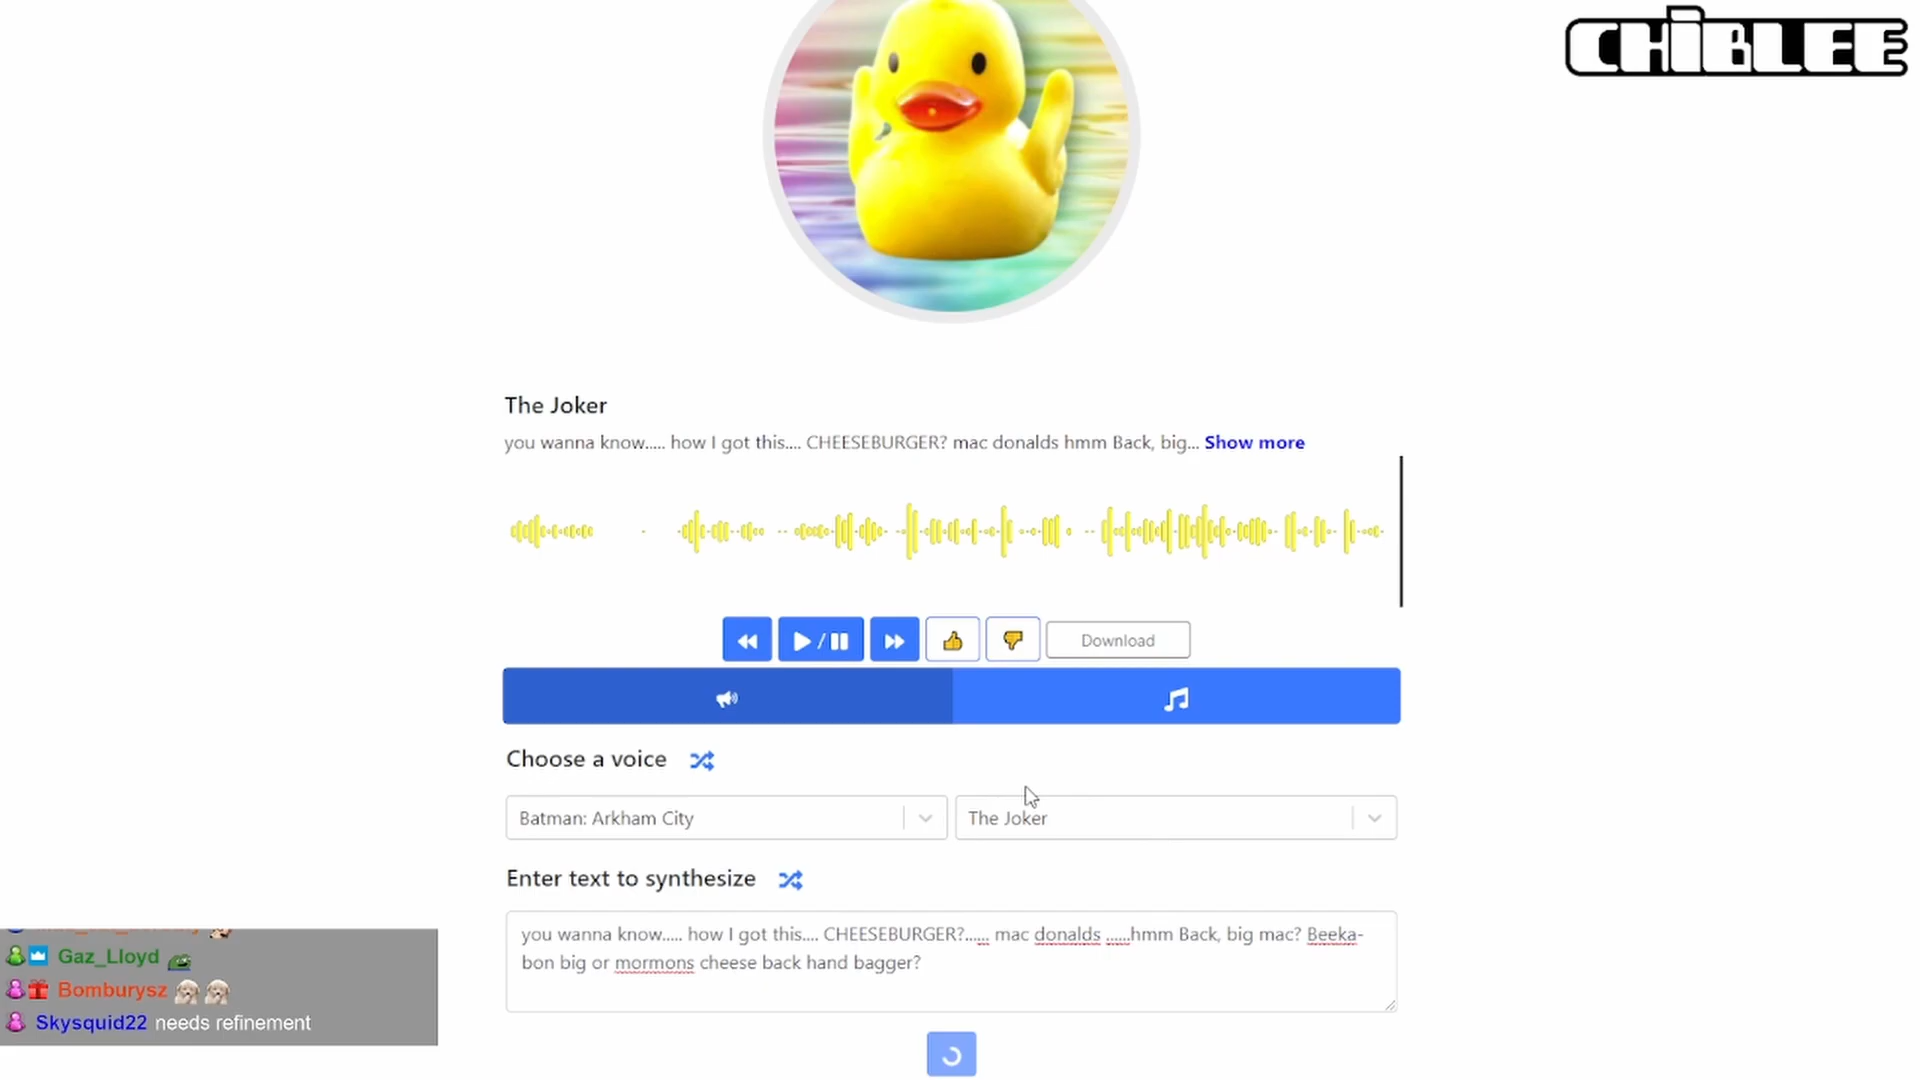 CHiBLEE
The Joker
you wanna know..... how I got this.... CHEESEBURGER? mac donalds hmm Back, big... Show more
/
Download
Choose a voice
Batman: Arkham City
The Joker
Enter text to synthesize
you wanna know..... how I got this.... CHEESEBURGER?...... mac donalds ......hmm Back, big mac? Beeka-
bon big or mormons cheese back hand bagger?
Gaz_Lloyd
Bomburysz
Skysquid22 needs refinement